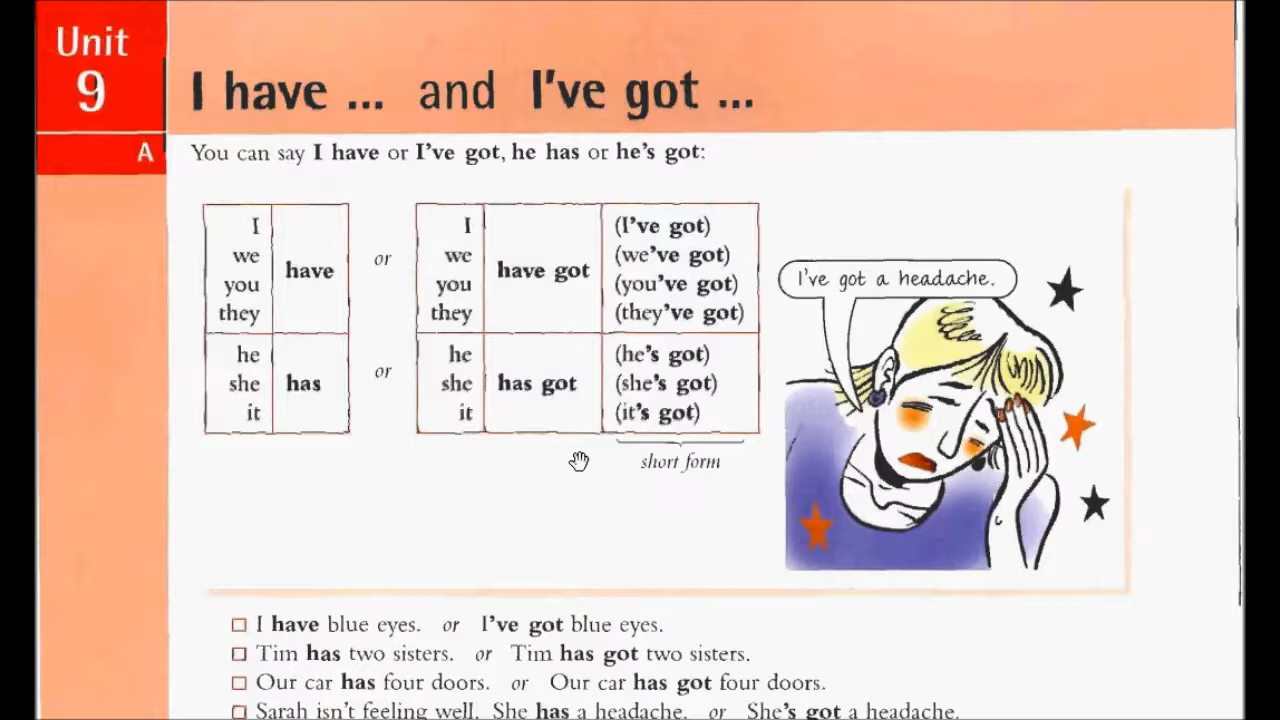 Unit
9
I have ... and I've got ...
A
You can say I have or I've got, he has or he's got:
I
we
you
they
have
or
I
we
you
they
have got
(I've got)
(we've got)
(you've got)
(they've got)
he
she
it
has
or
he
she
it
has got
(he's got)
(she's got)
(it's got)
short form
I've got a headache.
I have blue eyes. or I've got blue eyes.
Tim has two sisters. or Tim has got two sisters.
Our car has four doors. or Our car has got four doors.
Sarah isn't feeling well. She has a headache. or She's got a headache.